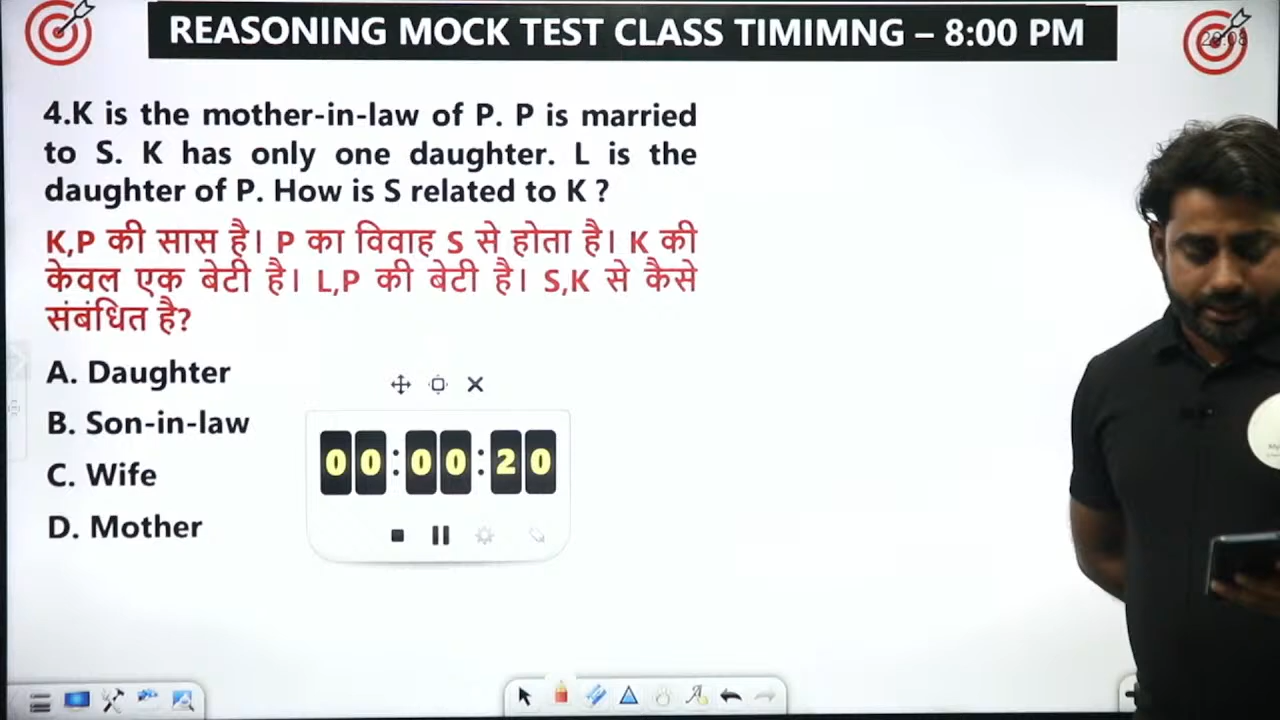 REASONING MOCK TEST CLASS TIMIMNG – 8:00 PM
4.K is the mother-in-law of P. P is married
to S. K has only one daughter. L is the
daughter of P. How is S related to K ?
K,P की सास है। P का विवाह S से होता है। K की
केवल एक बेटी है। L,P की बेटी है। S,K से कैसे
संबंधित है?
A. Daughter
B. Son-in-law
C. Wife
D. Mother
00:00:20